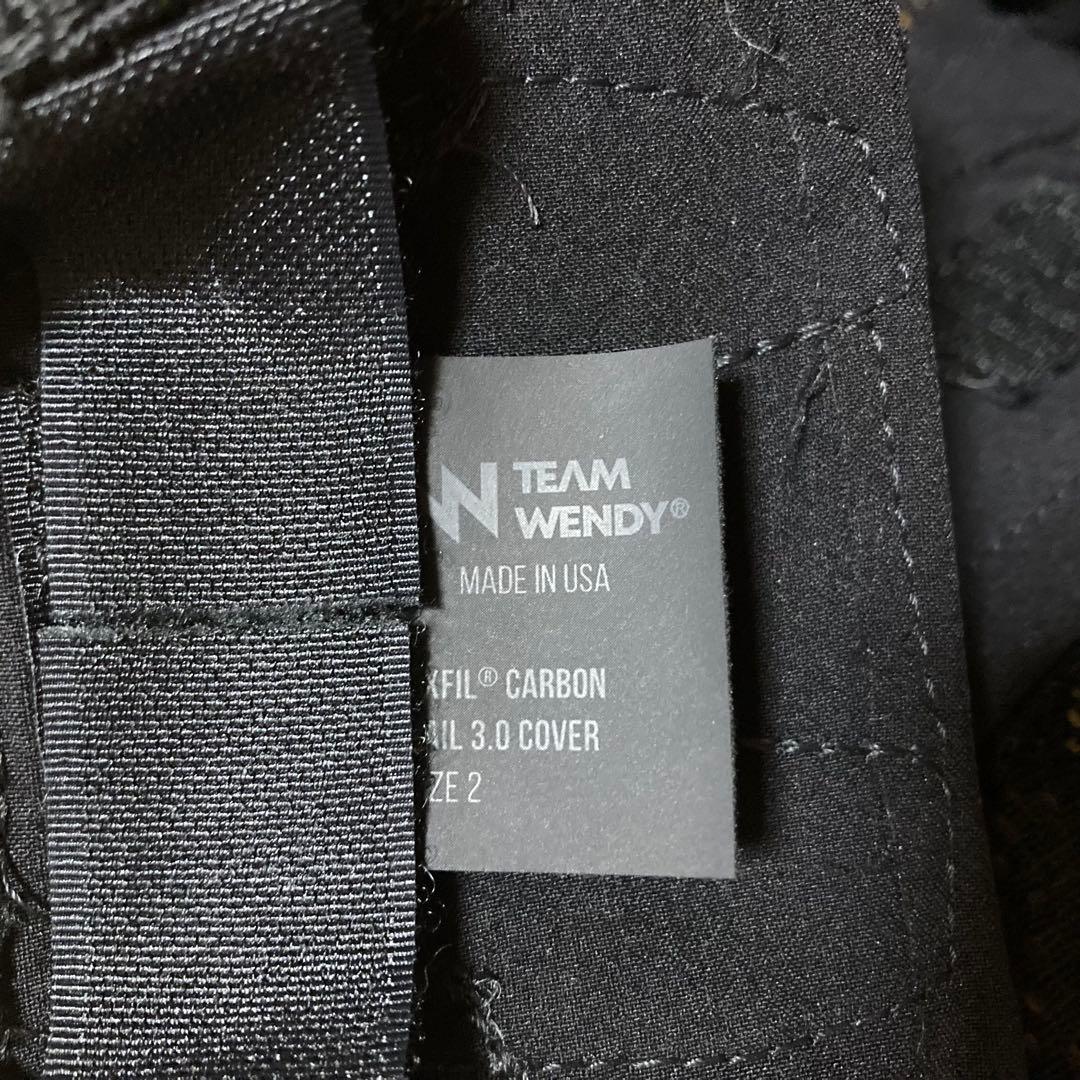 TEAM
WENDY®
MADE IN USA
XFIL® CARBON
AIL 3.0 COVER
ZE 2